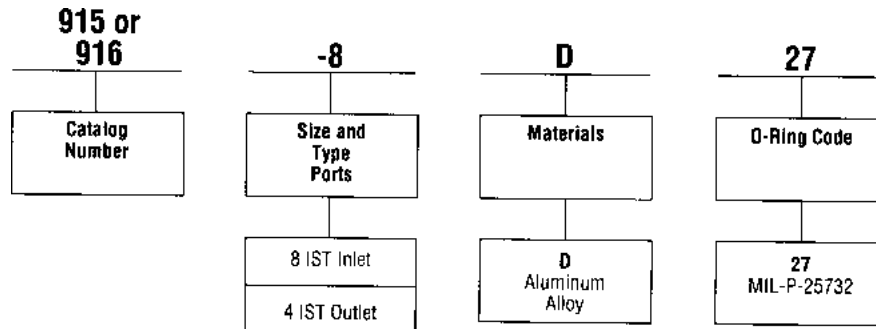 915 or
916
-8
D
27
Catalog
Number
Size and
Type
Ports
Materials
O-Ring Code
8 IST Inlet
4 IST Outlet
D
Aluminum
Alloy
27
MIL-P-25732